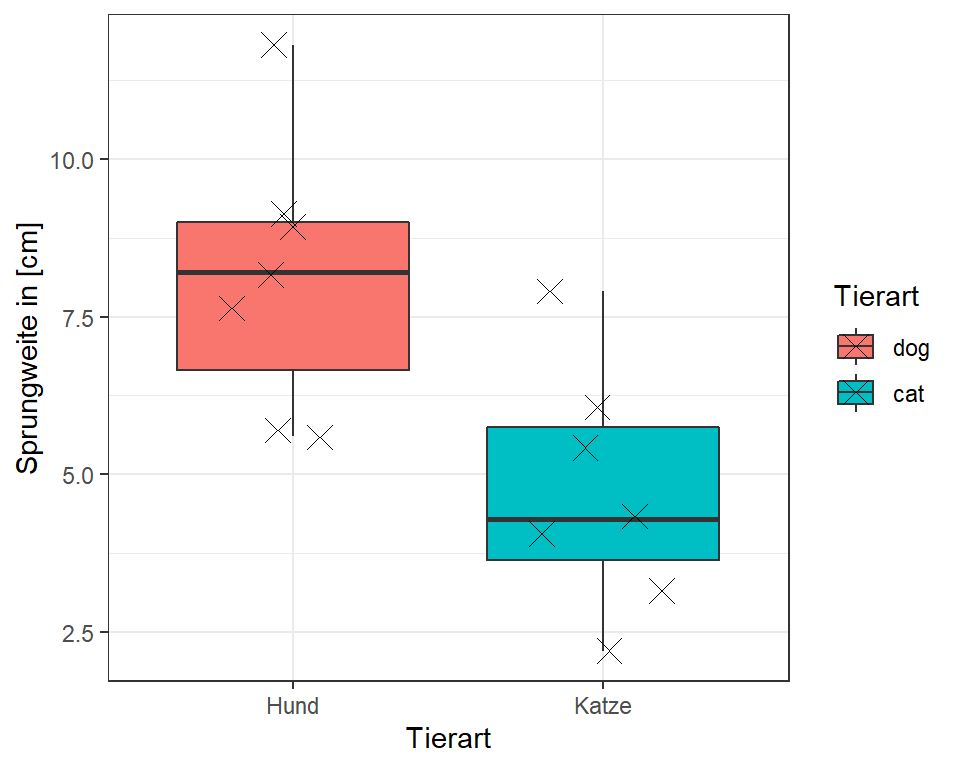 Sprungweite in [cm]
10.0
7.5
5.0
2.5
Hund
Katze
Tierart
Tierart
dog
cat